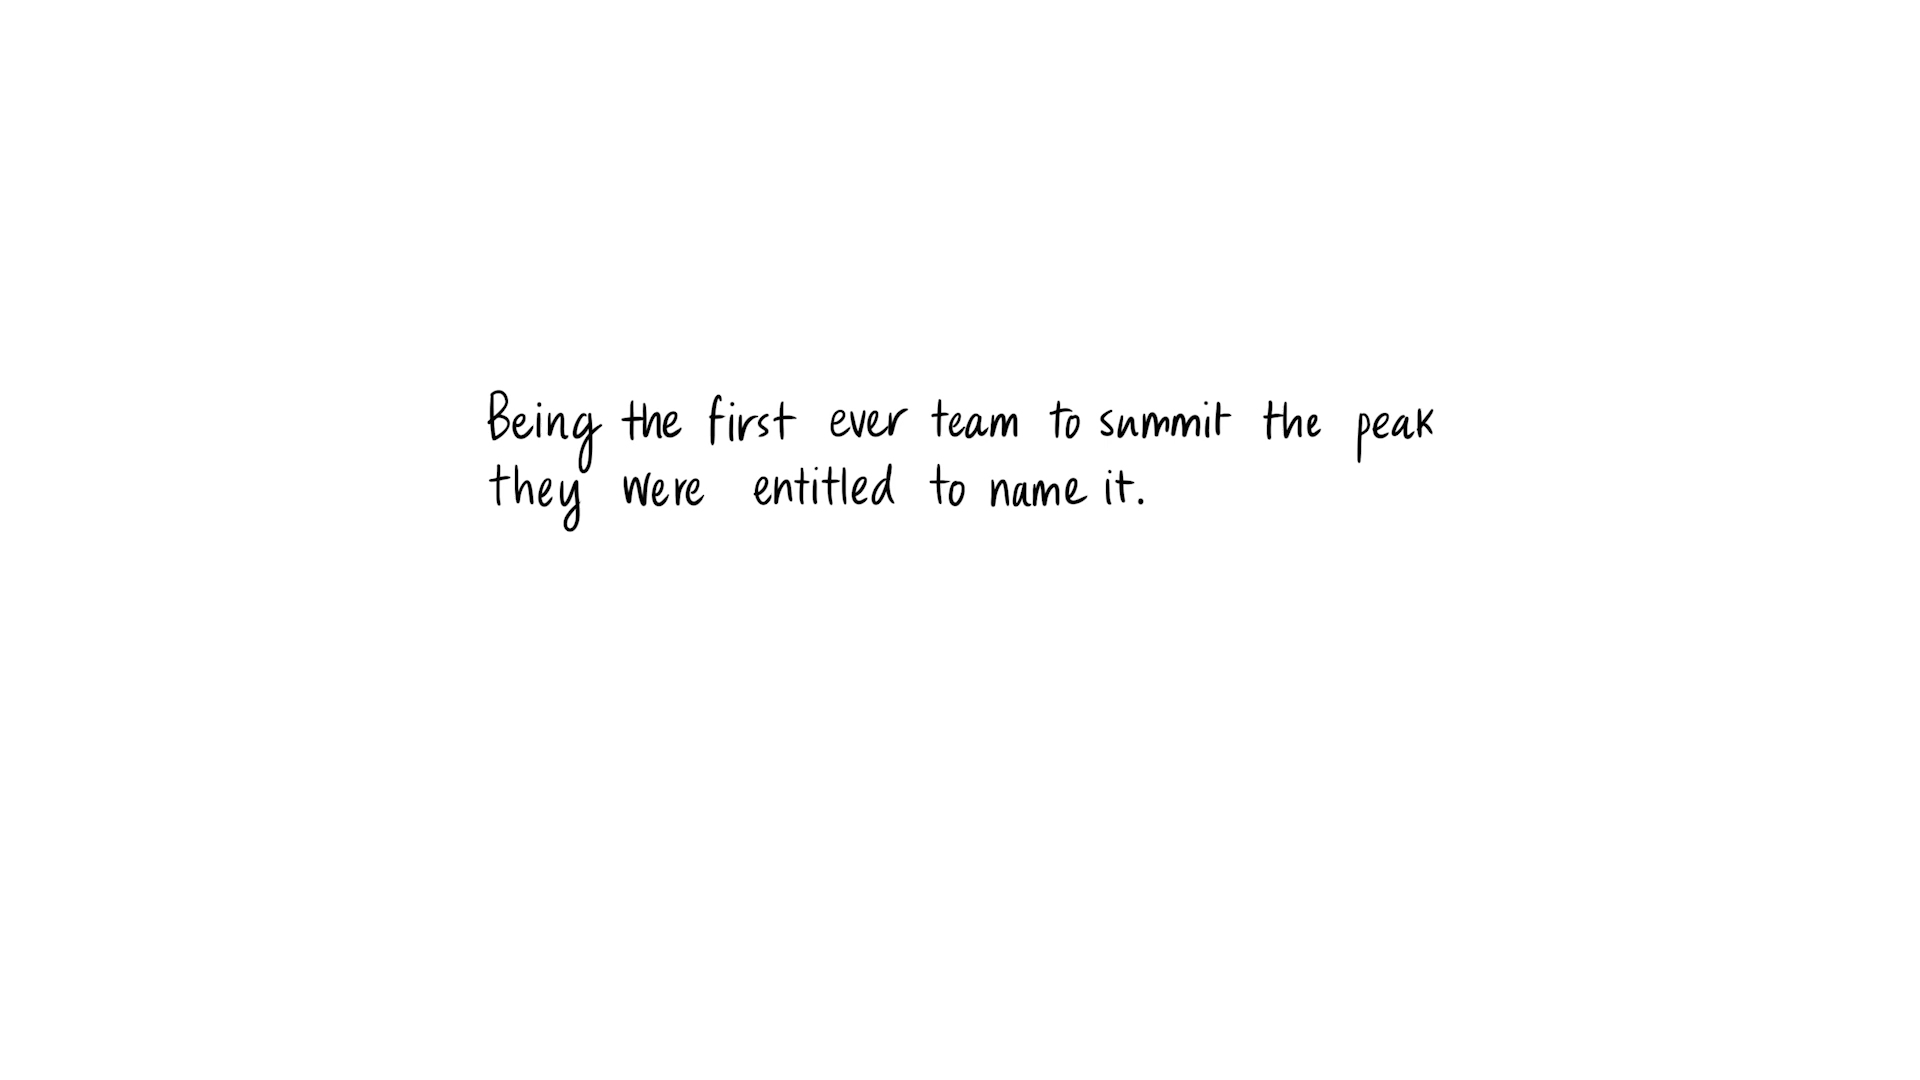 Being the first ever team to summit the peak
they were entitled to name it.